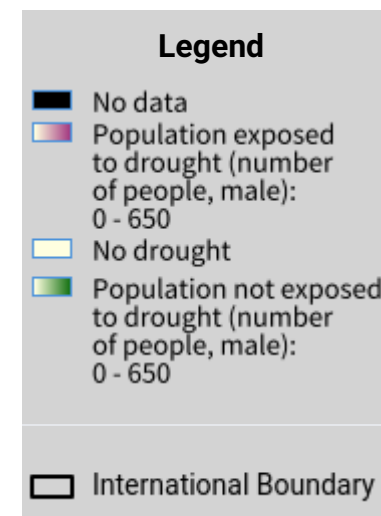 Legend
No data
Population exposed
to drought (number
of people, male):
0 - 650
No drought
Population not exposed
to drought (number
of people, male):
0 - 650
International Boundary